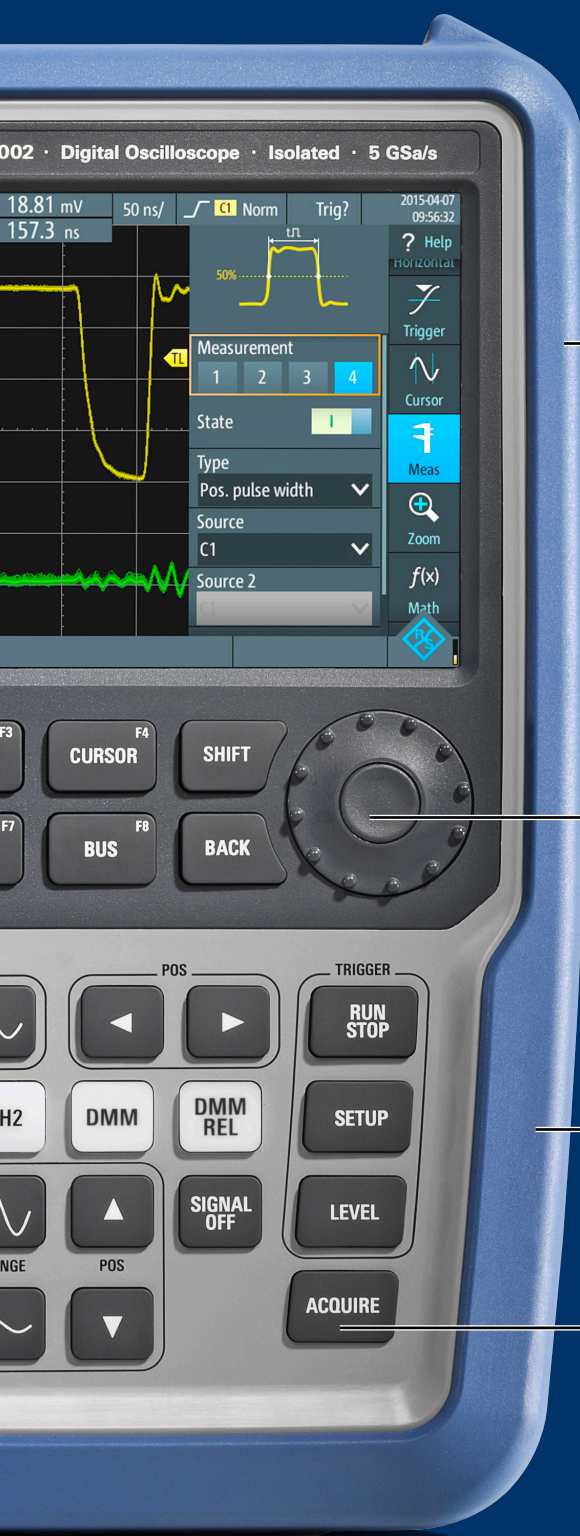 002 · Digital Oscilloscope · Isolated · 5 GSa/s
18.81 mV
157.3 ns
50 ns/
C1
Norm
Trig?
2015-04-07
09:56:32
? Help
Horizontal
50%
TL
Measurement
1 2 3 4
State
I
Type
Pos. pulse width
Source
C1
Source 2
C1
Trigger
Cursor
Meas
Zoom
f(x)
Math
R&S
F3
CURSOR F4
SHIFT
F7
BUS F8
BACK
POS
TRIGGER
RUN
STOP
H2
DMM
DMM
REL
SETUP
SIGNAL
OFF
LEVEL
NGE
POS
ACQUIRE